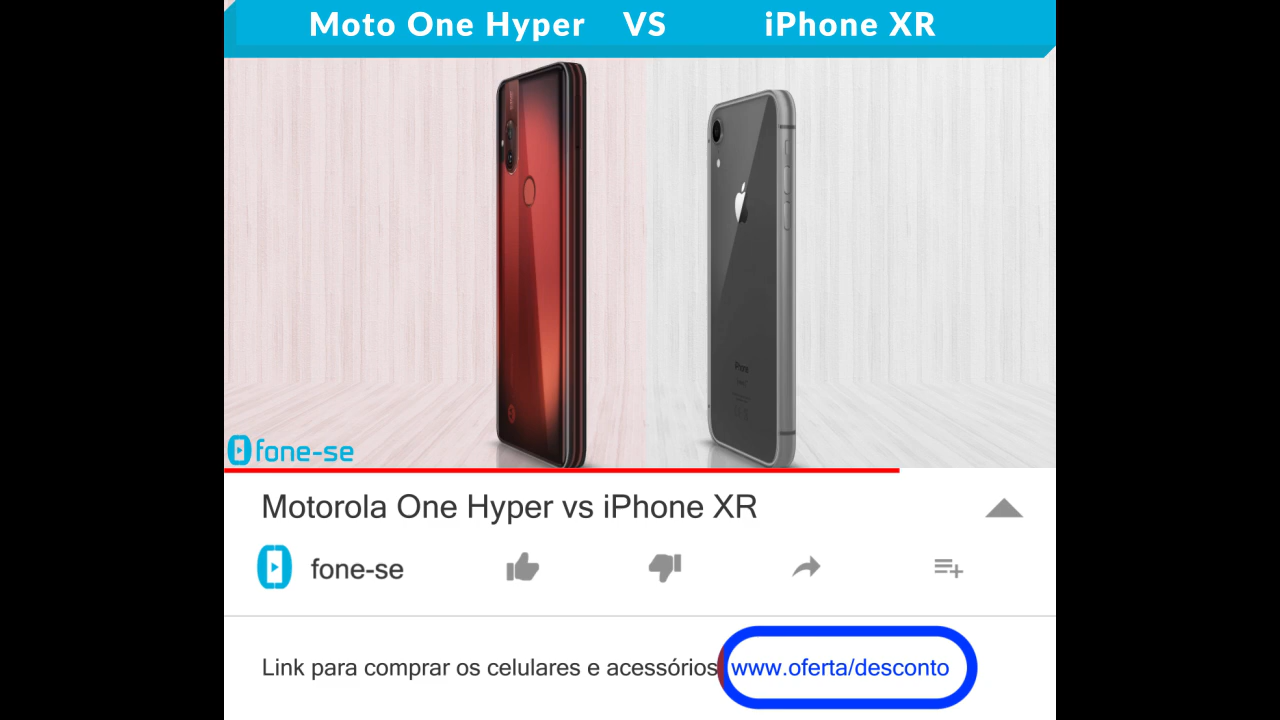 Moto One Hyper VS iPhone XR
fone-se
Motorola One Hyper vs iPhone XR
fone-se
Link para comprar os celulares e acessórios www.oferta/desconto